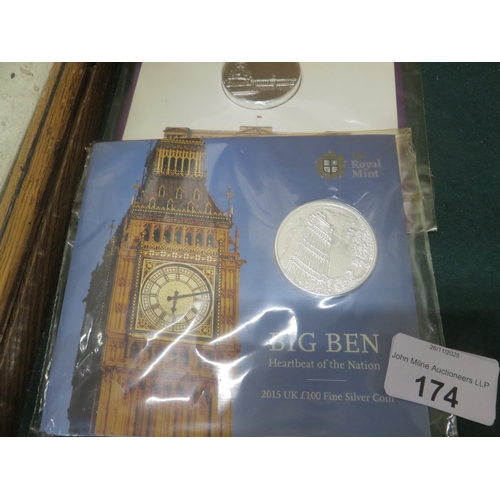 The Royal
Mint
BIG BEN
Heartbeat of the Nation
2015 UK £100 Fine Silver Coin
26/11/2025
John Milne Auctioneers LLP
174